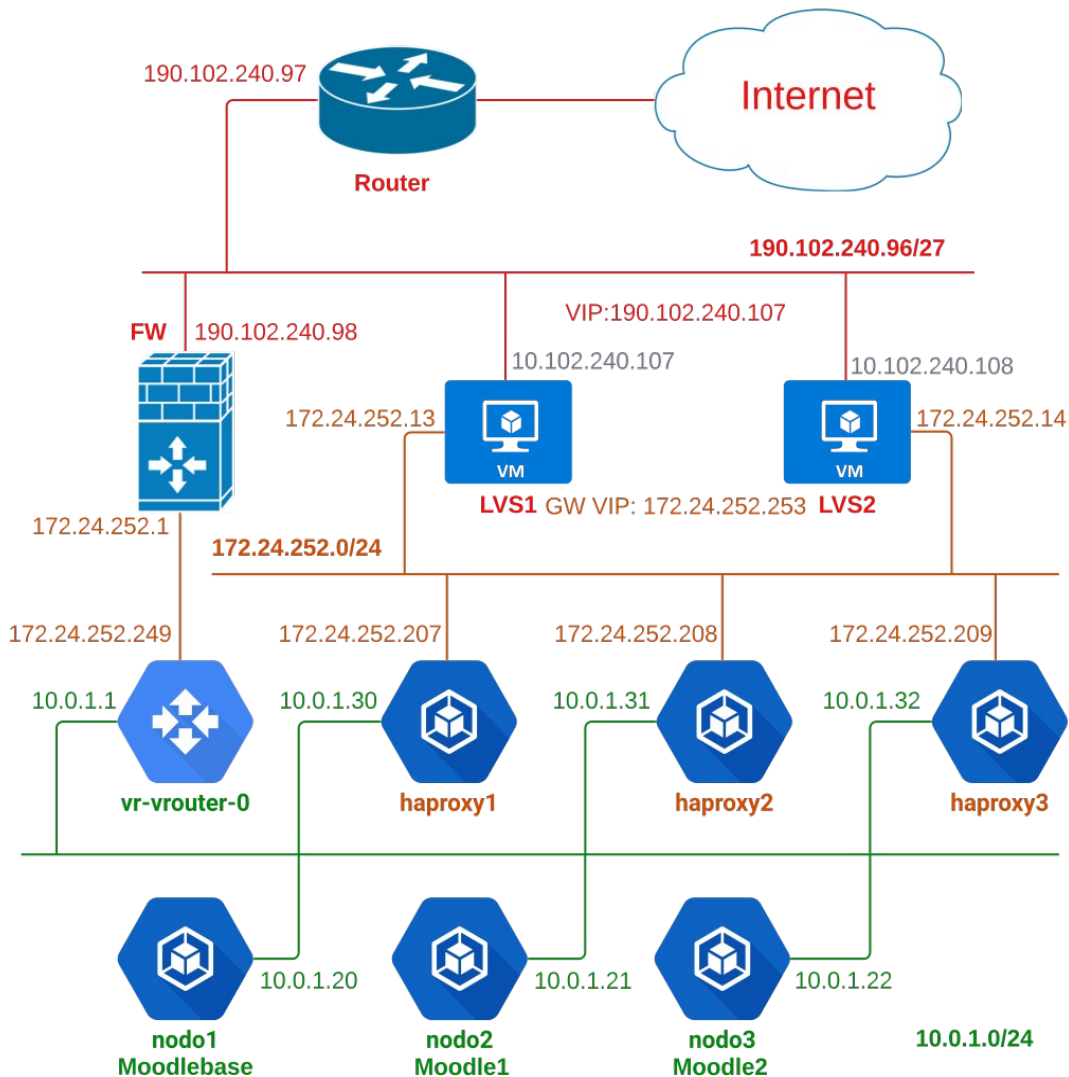 190.102.240.97
Internet
Router
190.102.240.96/27
VIP:190.102.240.107
FW
190.102.240.98
10.102.240.107
10.102.240.108
172.24.252.13
172.24.252.14
VM
VM
LVS1
GW VIP: 172.24.252.253
LVS2
172.24.252.1
172.24.252.0/24
172.24.252.249
172.24.252.207
172.24.252.208
172.24.252.209
10.0.1.1
10.0.1.30
10.0.1.31
10.0.1.32
vr-vrouter-0
haproxy1
haproxy2
haproxy3
10.0.1.20
10.0.1.21
10.0.1.22
nodo1
Moodlebase
nodo2
Moodle1
nodo3
Moodle2
10.0.1.0/24